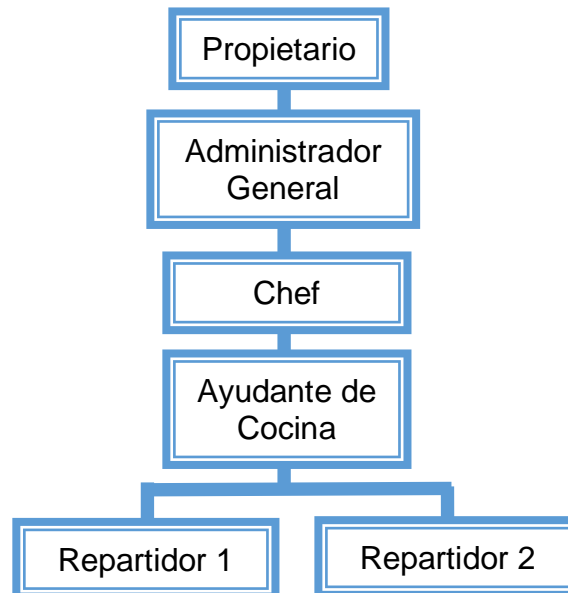 Propietario
Administrador
General
Chef
Ayudante de
Cocina
Repartidor 1
Repartidor 2